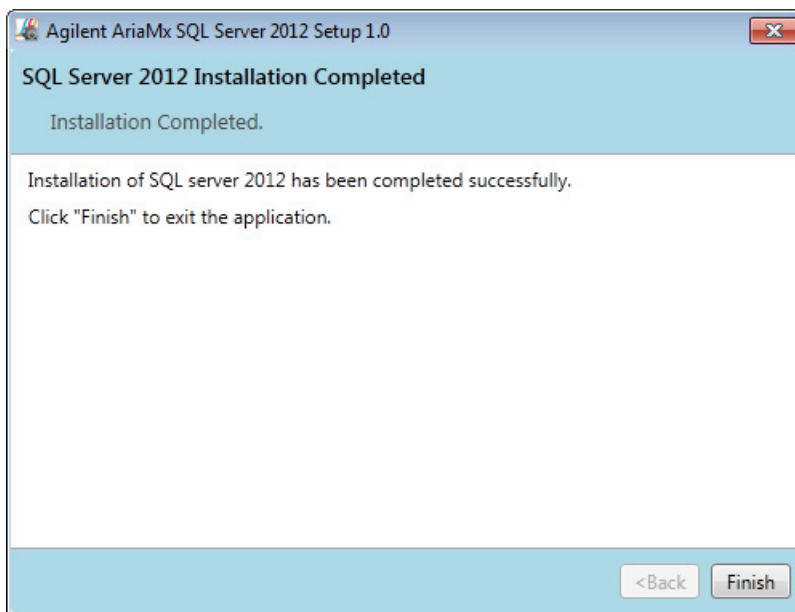 Agilent AriaMx SQL Server 2012 Setup 1.0
SQL Server 2012 Installation Completed
Installation Completed.
Installation of SQL server 2012 has been completed successfully.
Click "Finish" to exit the application.
<Back Finish